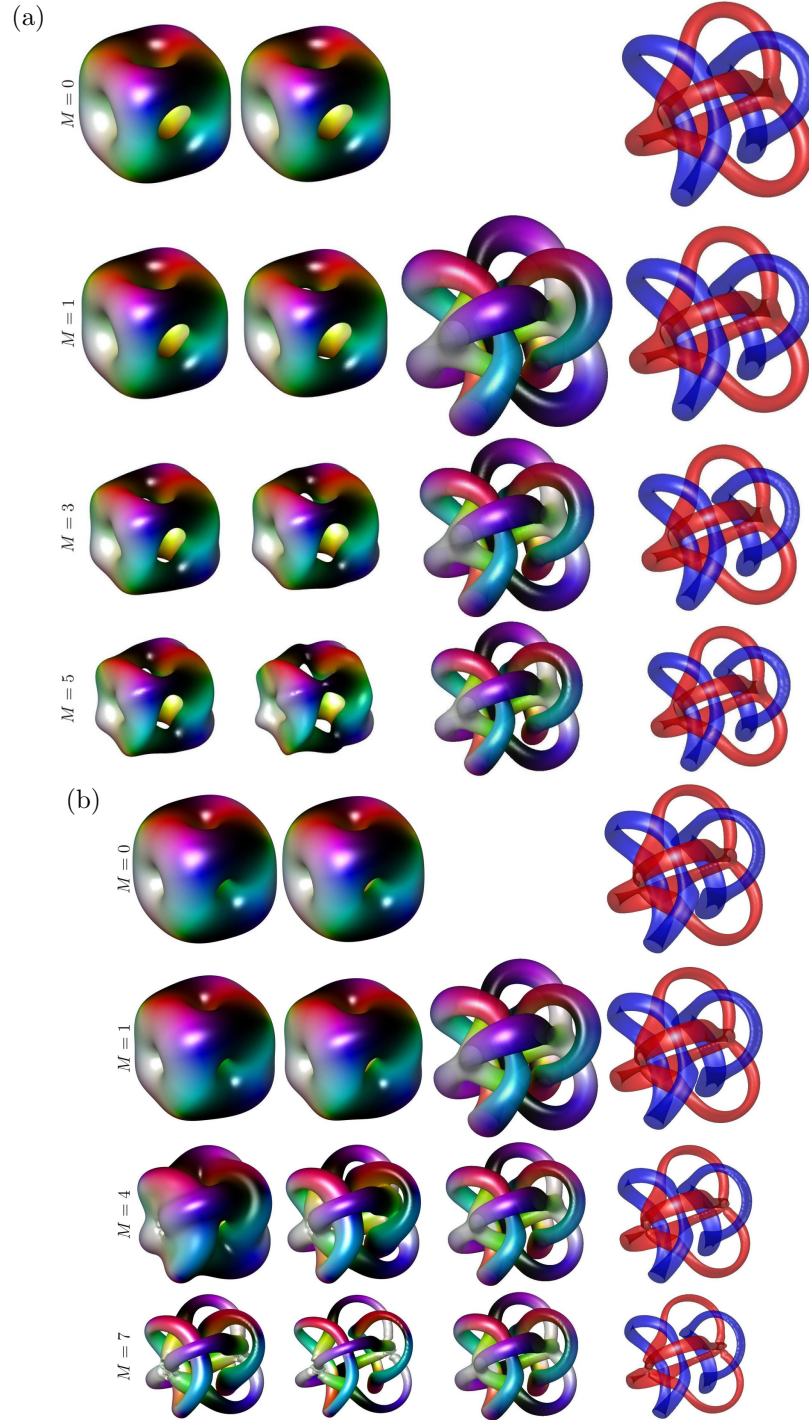 (a)
M = 0
M = 1
M = 3
M = 5
(b)
M = 0
M = 1
M = 4
M = 7